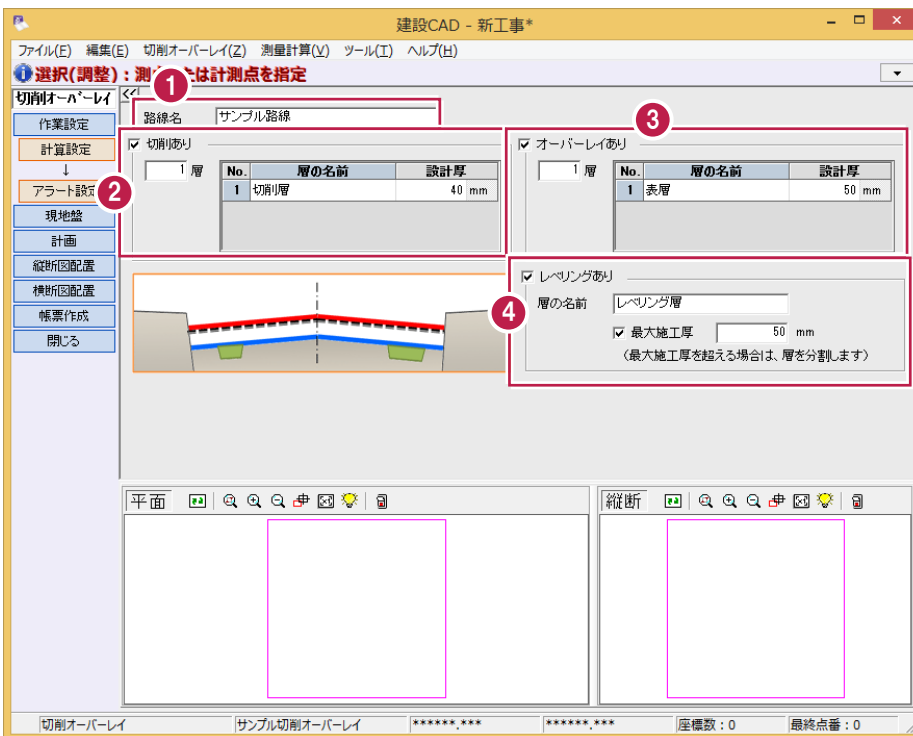 建設CAD - 新工事*
ファイル(F) 編集(E) 切削オーバーレイ(Z) 測量計算(V) ツール(T) ヘルプ(H)
選択(調整):測点または計測点を指定
切削オーバーレイ
<<
作業設定
計算設定
↓
アラート設定
現地盤
計画
縦断図配置
横断図配置
帳票作成
閉じる
1
路線名 サンプル路線
2
切削あり
1 層
No. 層の名前 設計厚
1 切削層 40 mm
3
オーバーレイあり
1 層
No. 層の名前 設計厚
1 表層 50 mm
4
レベリングあり
層の名前 レベリング層
最大施工厚 50 mm
(最大施工厚を超える場合は、層を分割します)
平面
縦断
切削オーバーレイ サンプル切削オーバーレイ ******.*** ******.*** 座標数:0 最終点番:0